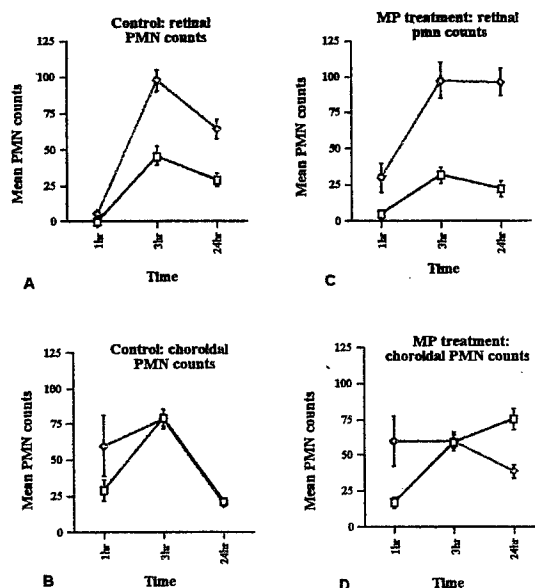 Control: retinal
PMN counts
125
100
75
50
25
0
Mean PMN counts
1hr
3hr
24hr
Time
A
MP treatment: retinal
pmn counts
125
100
75
50
25
0
Mean PMN counts
1hr
3hr
24hr
Time
C
Control: choroidal
PMN counts
125
100
75
50
25
0
Mean PMN counts
1hr
3hr
24hr
Time
B
MP treatment:
choroidal PMN counts
125
100
75
50
25
0
Mean PMN counts
1hr
3hr
24hr
Time
D